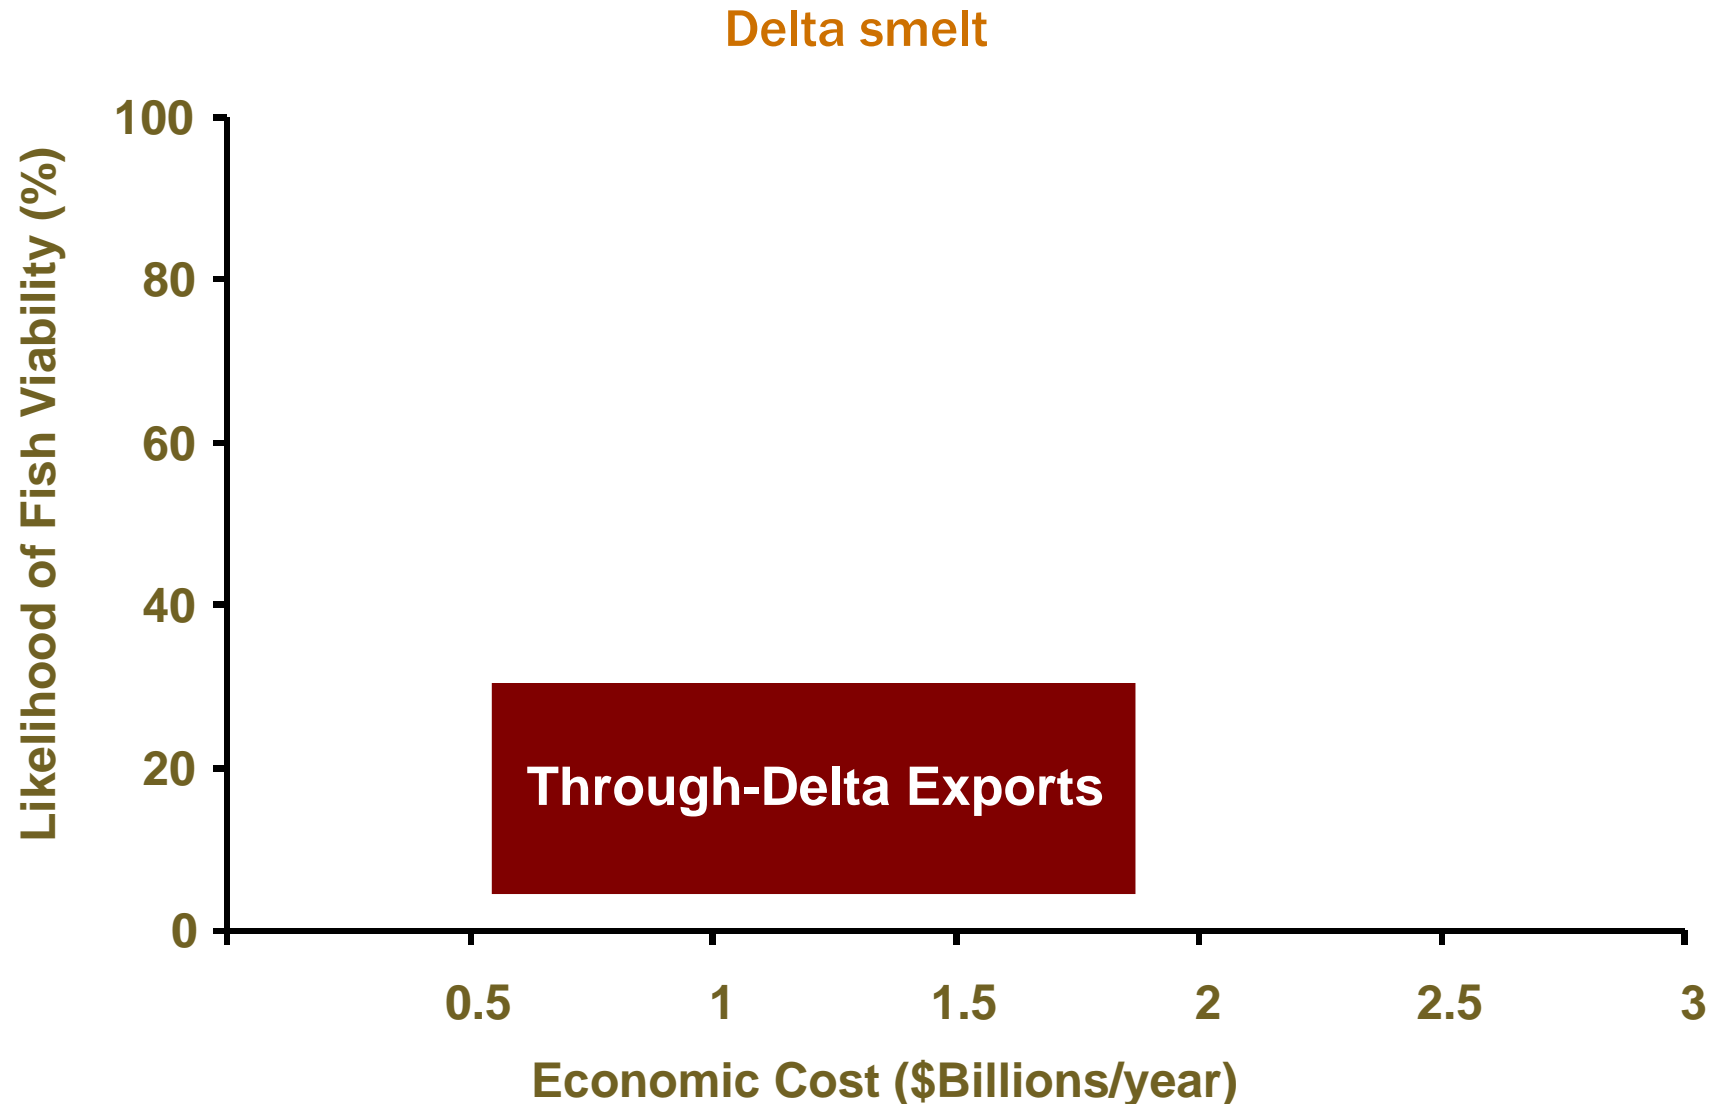 Delta smelt
Likelihood of Fish Viability (%)
100
80
60
40
20
0
Through-Delta Exports
0.5 1 1.5 2 2.5 3
Economic Cost ($Billions/year)